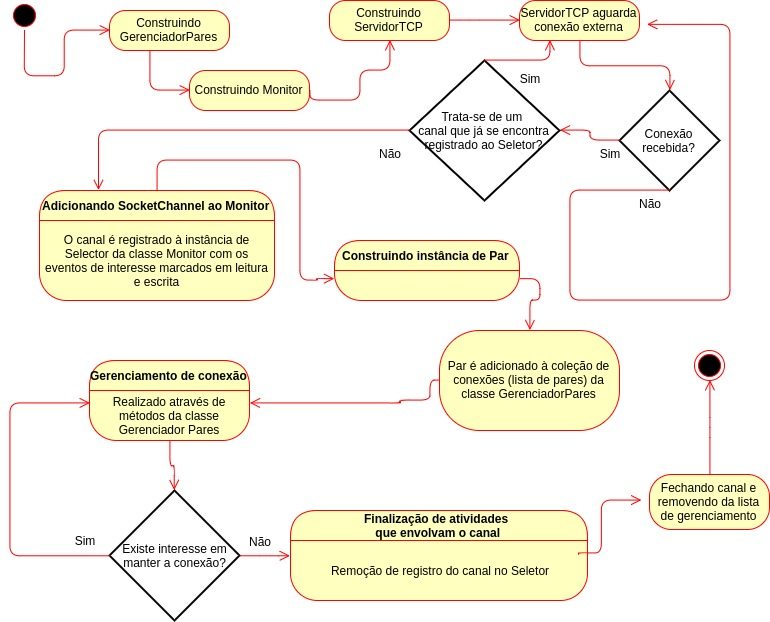 Construindo
GerenciadorPares
Construindo
ServidorTCP
ServidorTCP aguarda
conexão externa
Construindo Monitor
Sim
Trata-se de um
canal que já se encontra
registrado ao Seletor?
Não
Sim
Conexão
recebida?
Não
Adicionando SocketChannel ao Monitor
O canal é registrado à instância de
Selector da classe Monitor com os
eventos de interesse marcados em leitura
e escrita
Construindo instância de Par
Par é adicionado à coleção de
conexões (lista de pares) da
classe GerenciadorPares
Gerenciamento de conexão
Realizado através de
métodos da classe
Gerenciador Pares
Sim
Existe interesse em
manter a conexão?
Não
Finalização de atividades
que envolvam o canal
Remoção de registro do canal no Seletor
Fechando canal e
removendo da lista
de gerenciamento